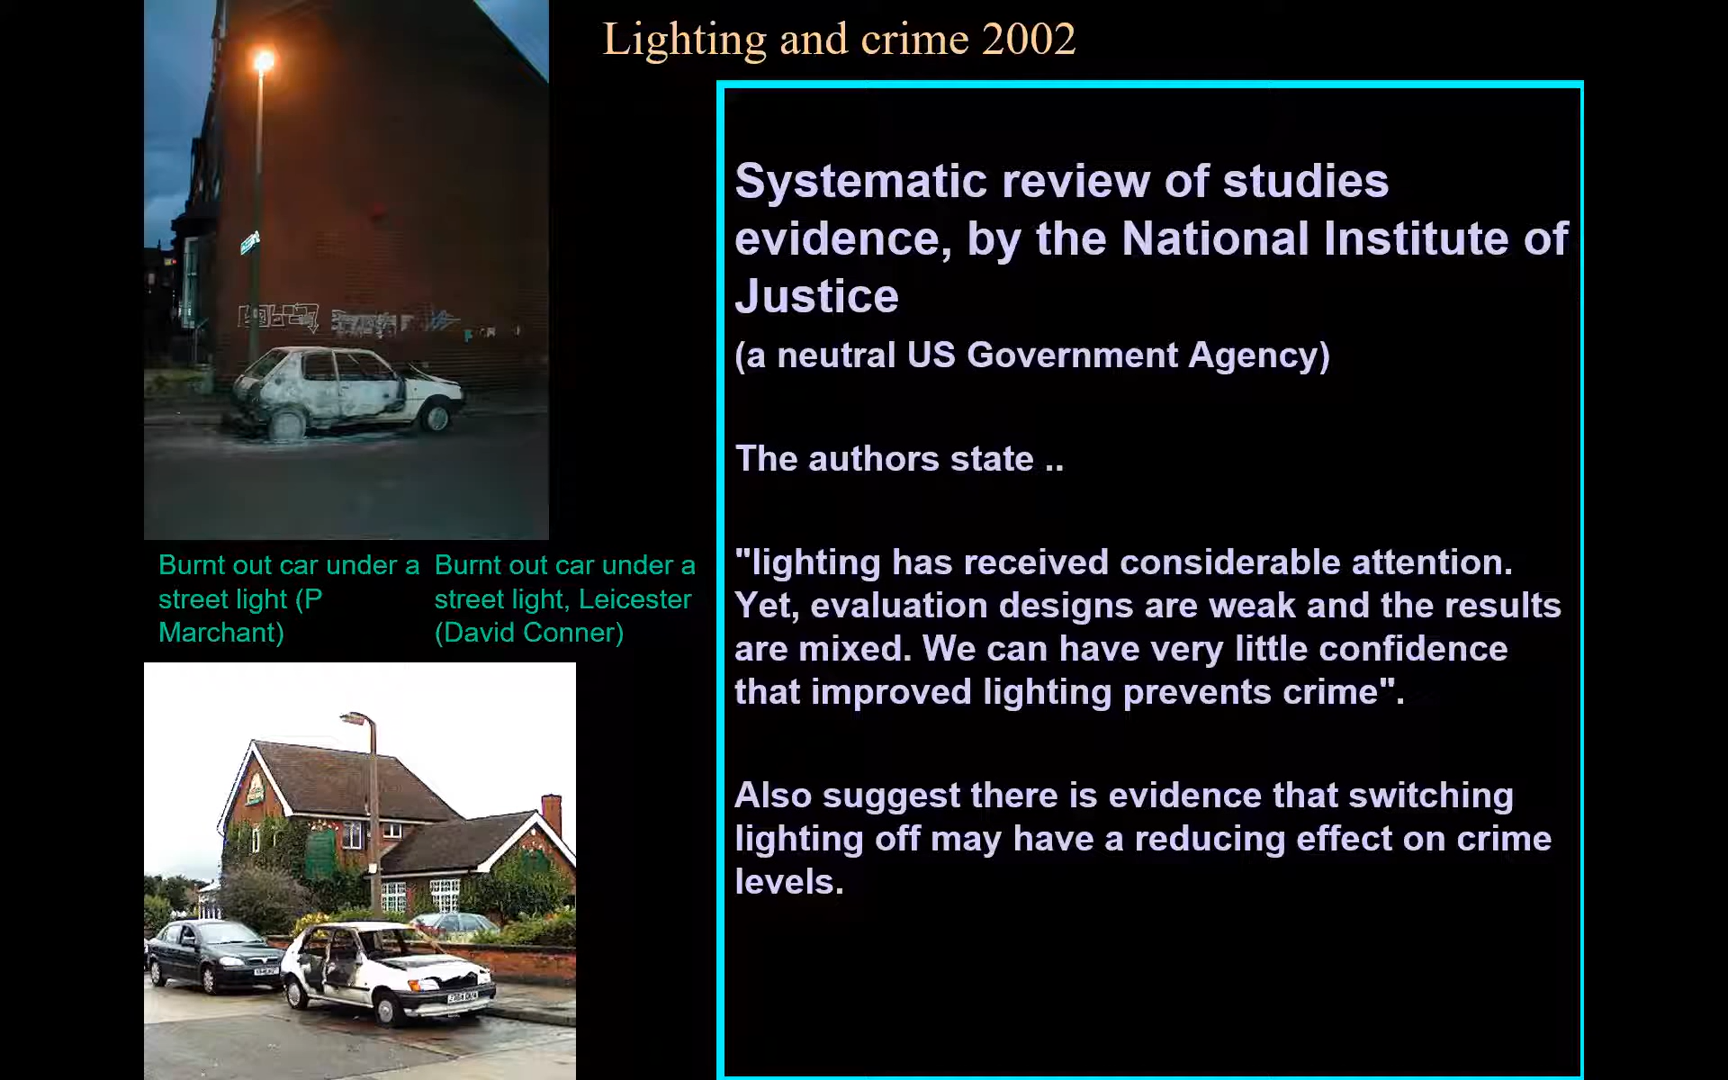 Lighting and crime 2002
Systematic review of studies
evidence, by the National Institute of
Justice
(a neutral US Government Agency)
The authors state ..
"lighting has received considerable attention.
Yet, evaluation designs are weak and the results
are mixed. We can have very little confidence
that improved lighting prevents crime".
Also suggest there is evidence that switching
lighting off may have a reducing effect on crime
levels.
Burnt out car under a
street light (P
Marchant)
Burnt out car under a
street light, Leicester
(David Conner)